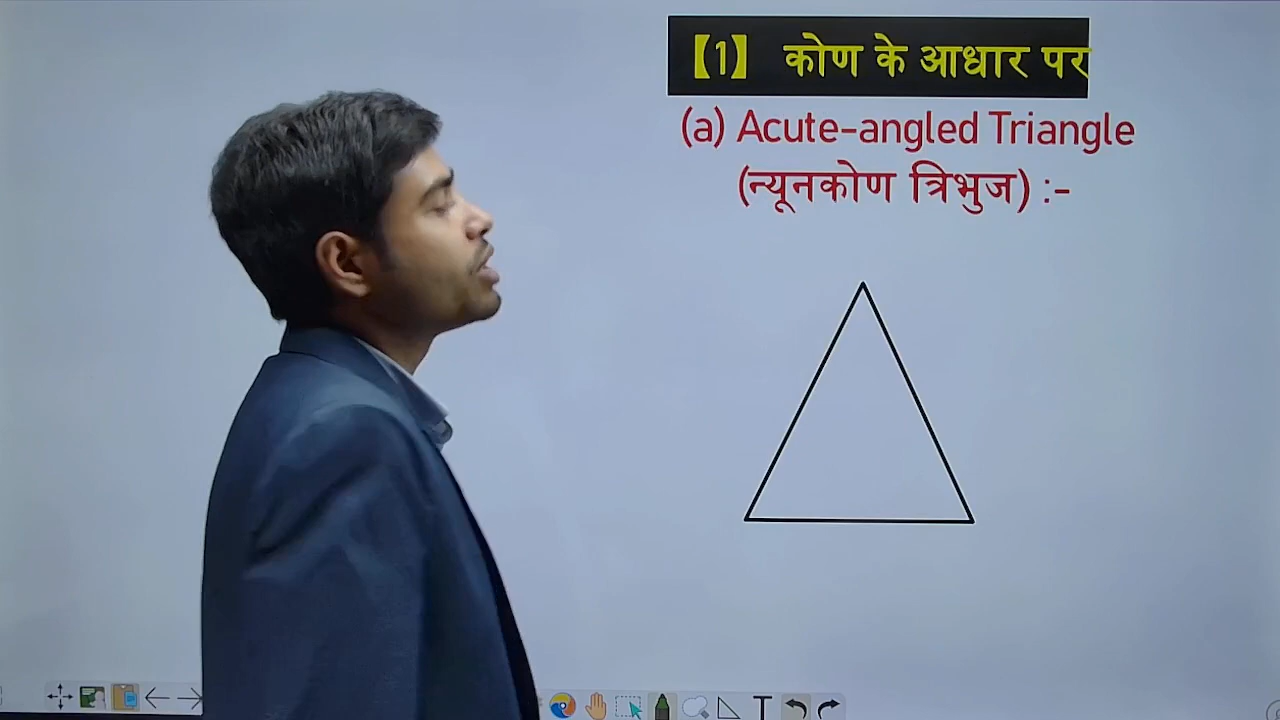 【1】 कोण के आधार पर
(a) Acute-angled Triangle
(न्यूनकोण त्रिभुज) :-